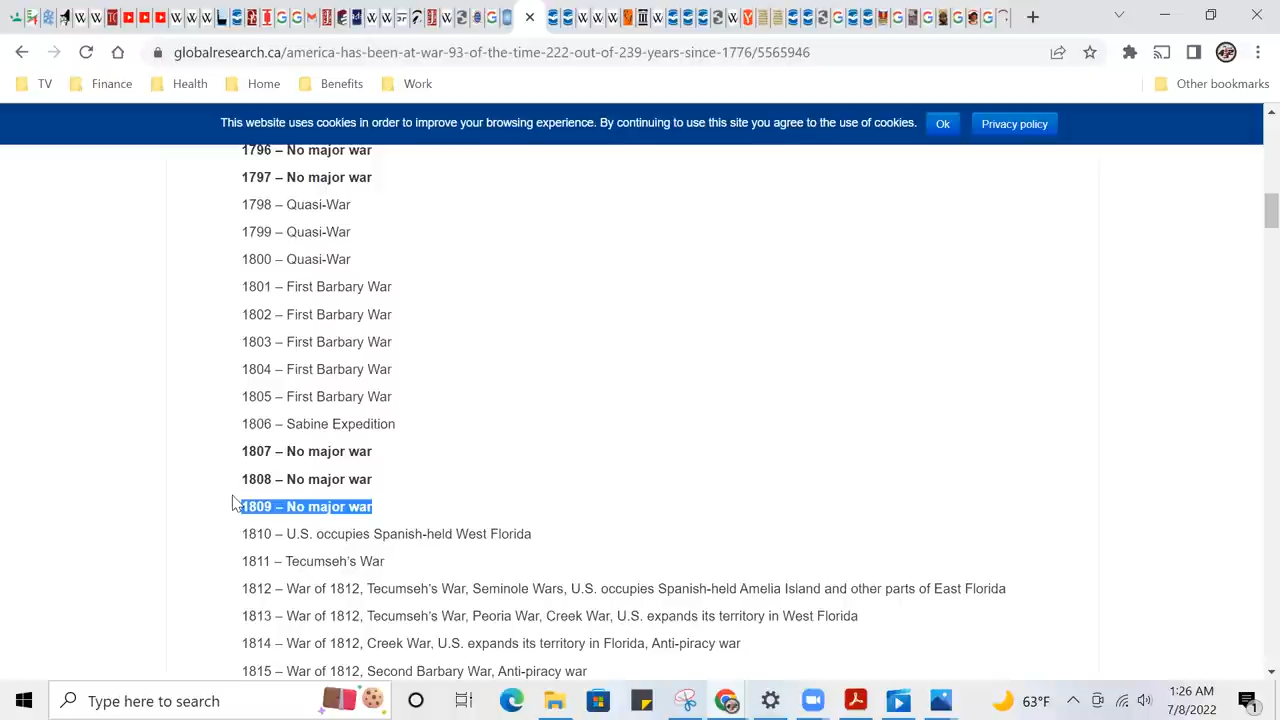 globalresearch.ca/america-has-been-at-war-93-of-the-time-222-out-of-239-years-since-1776/5565946
TV Finance Health Home Benefits Work Other bookmarks
This website uses cookies in order to improve your browsing experience. By continuing to use this site you agree to the use of cookies. Ok Privacy policy
1796 – No major war
1797 – No major war
1798 – Quasi-War
1799 – Quasi-War
1800 – Quasi-War
1801 – First Barbary War
1802 – First Barbary War
1803 – First Barbary War
1804 – First Barbary War
1805 – First Barbary War
1806 – Sabine Expedition
1807 – No major war
1808 – No major war
1809 – No major war
1810 – U.S. occupies Spanish-held West Florida
1811 – Tecumseh's War
1812 – War of 1812, Tecumseh's War, Seminole Wars, U.S. occupies Spanish-held Amelia Island and other parts of East Florida
1813 – War of 1812, Tecumseh's War, Peoria War, Creek War, U.S. expands its territory in West Florida
1814 – War of 1812, Creek War, U.S. expands its territory in Florida, Anti-piracy war
1815 – War of 1812, Second Barbary War, Anti-piracy war
Type here to search 63°F 1:26 AM
7/8/2022 1